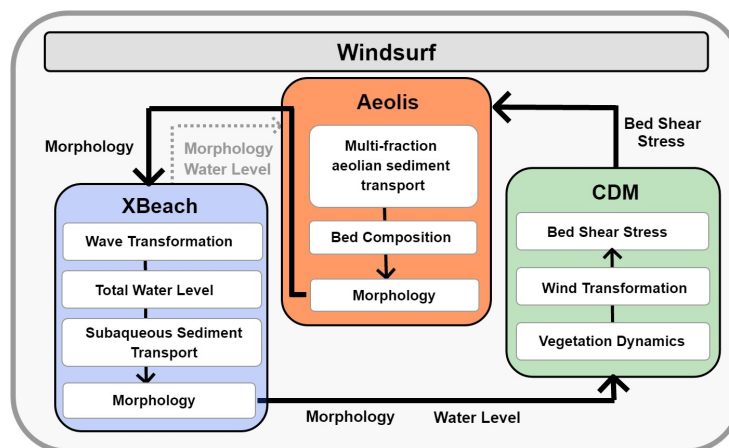 Windsurf
Aeolis
Multi-fraction
aeolian sediment
transport
Bed Composition
Morphology
Morphology
Morphology
Water Level
XBeach
Wave Transformation
Total Water Level
Subaqueous Sediment
Transport
Morphology
Morphology
Water Level
Bed Shear
Stress
CDM
Bed Shear Stress
Wind Transformation
Vegetation Dynamics